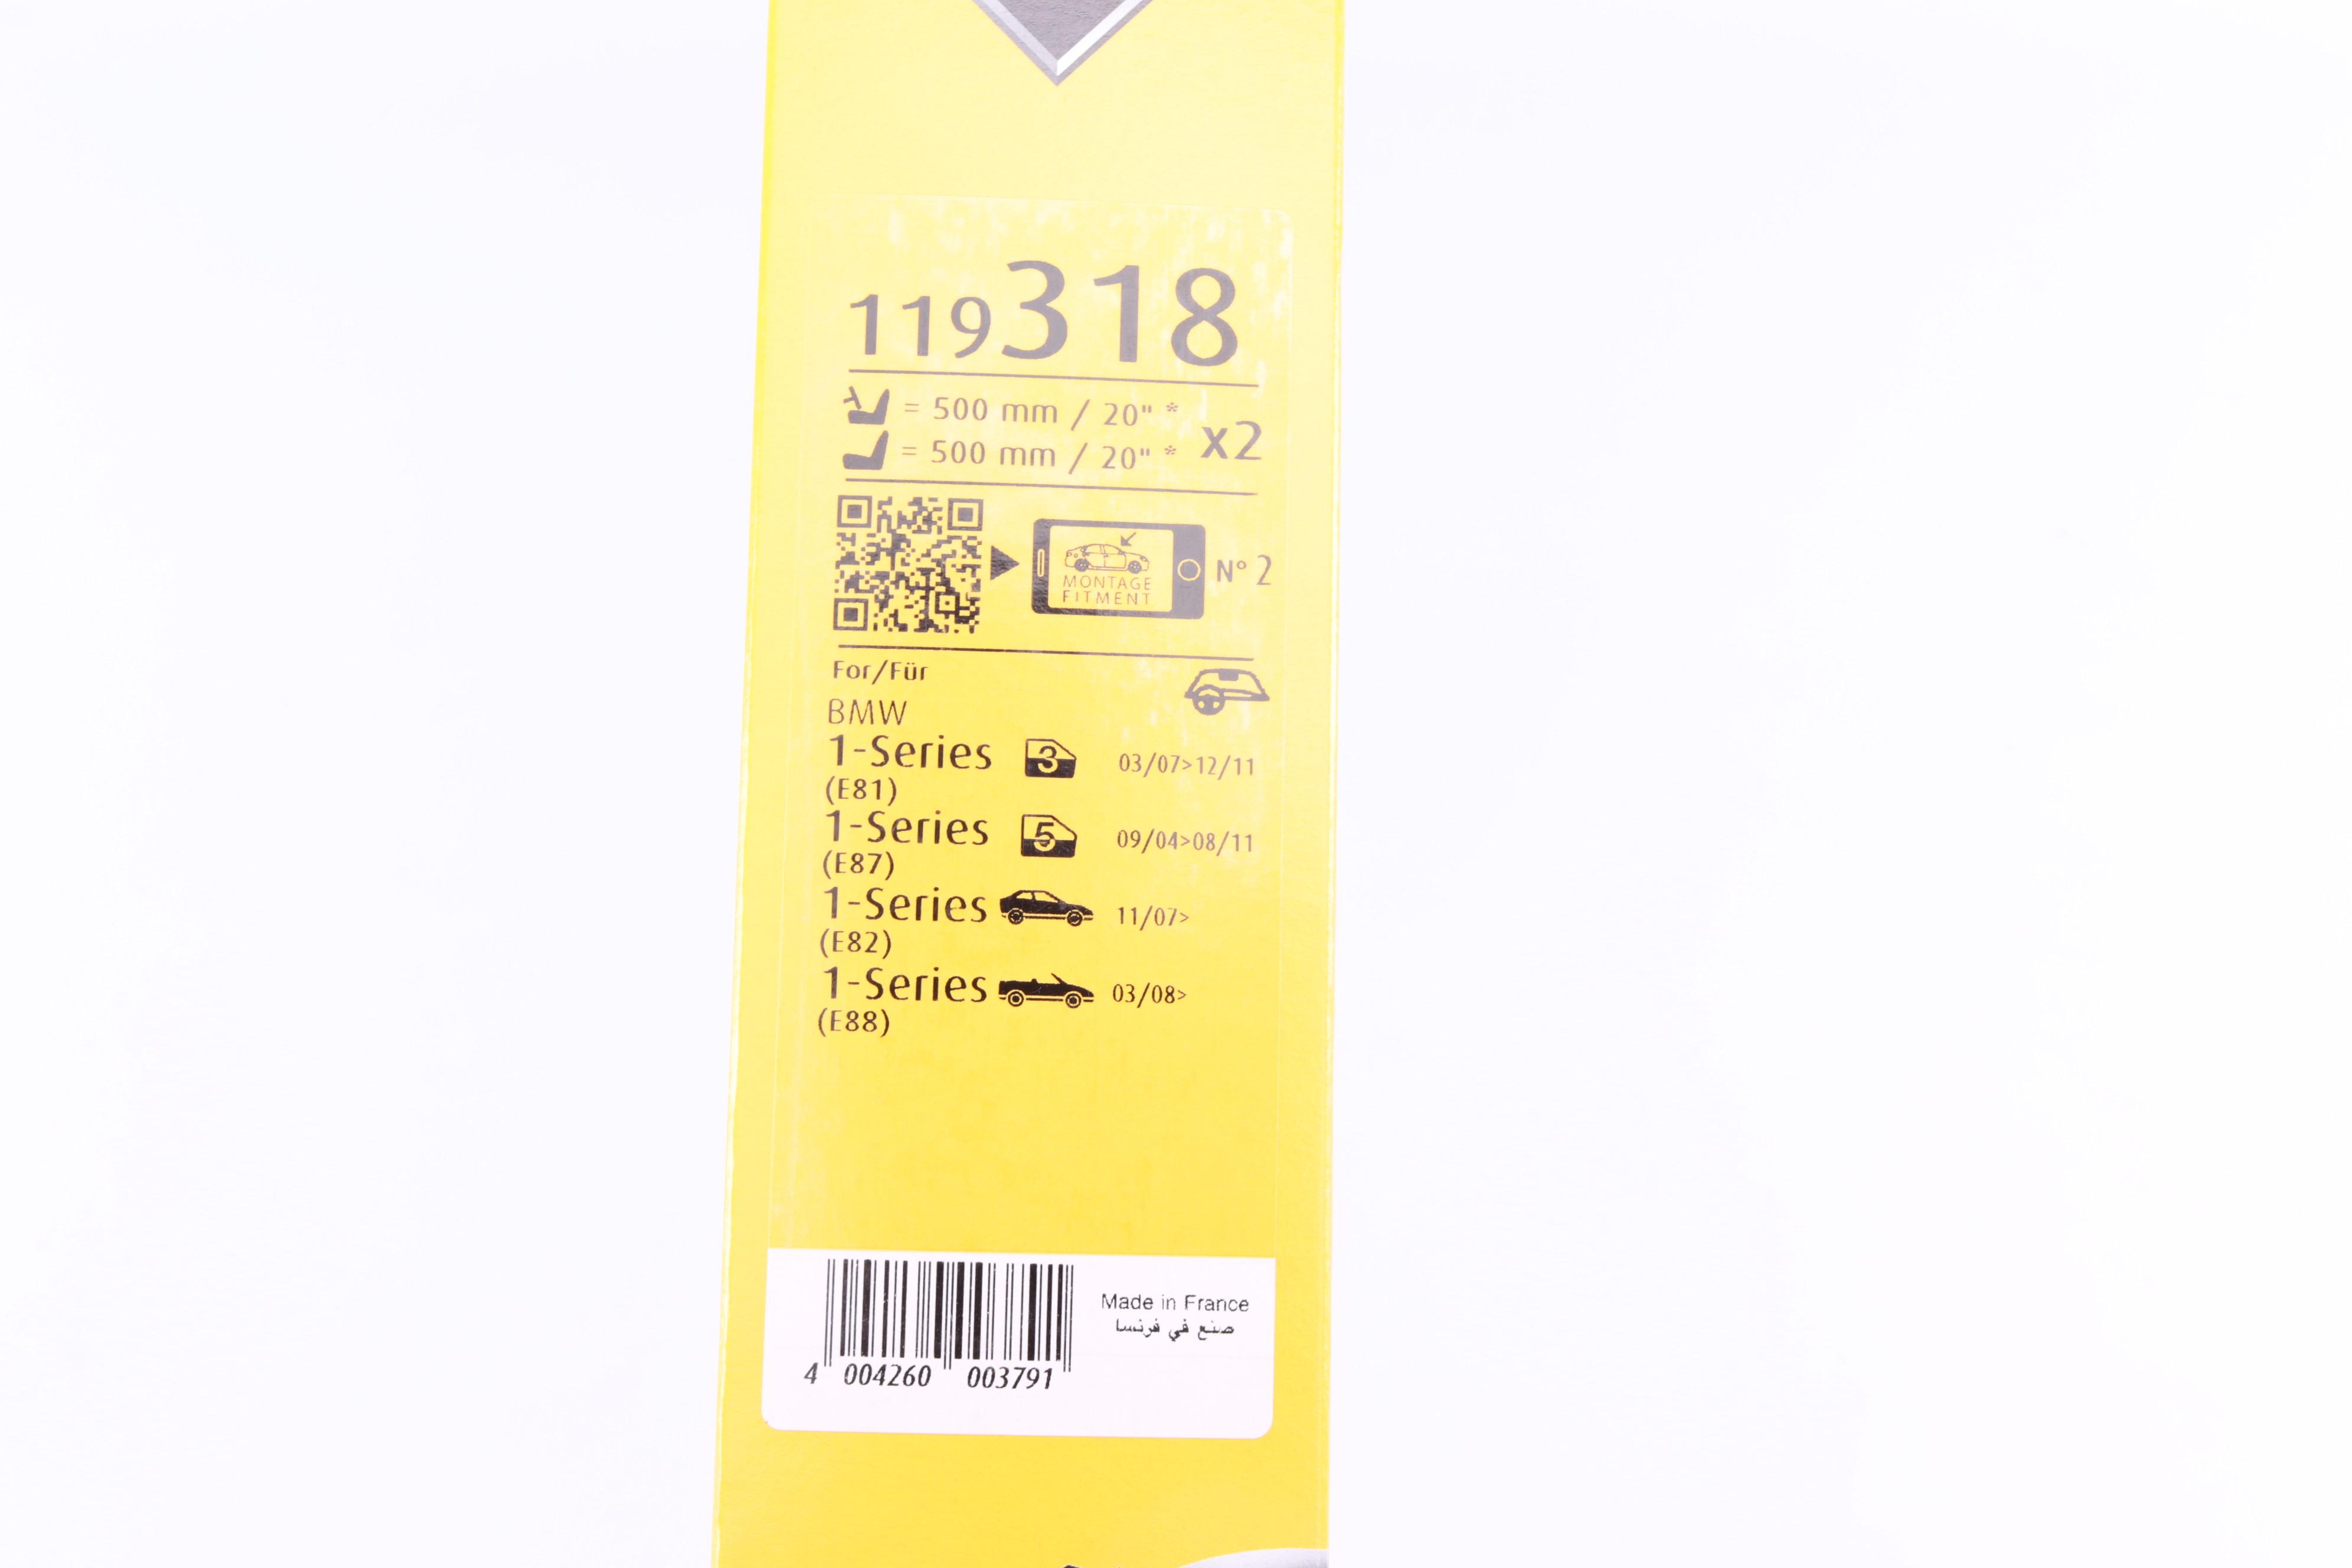 119318
= 500 mm / 20" *
x2
= 500 mm / 20" *
MONTAGE
FITMENT
N° 2
For/Für
BMW
1-Series 3 03/07>12/11
(E81)
1-Series 5 09/04>08/11
(E87)
1-Series 11/07>
(E82)
1-Series 03/08>
(E88)
Made in France
صنع في فرنسا
4 004260 003791